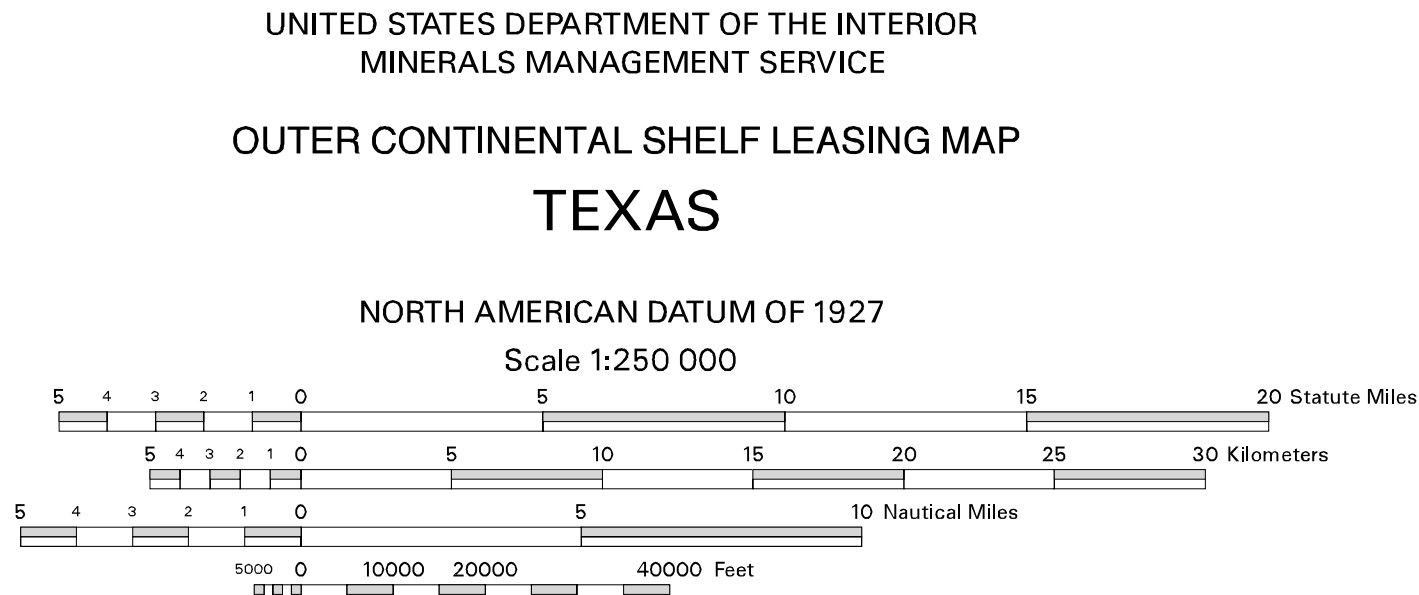 UNITED STATES DEPARTMENT OF THE INTERIOR
MINERALS MANAGEMENT SERVICE
OUTER CONTINENTAL SHELF LEASING MAP
TEXAS
NORTH AMERICAN DATUM OF 1927
Scale 1:250 000
5 4 3 2 1 0 5 10 15 20 Statute Miles
5 4 3 2 1 0 5 10 15 20 25 30 Kilometers
5 4 3 2 1 0 5 10 Nautical Miles
5000 0 10000 20000 40000 Feet